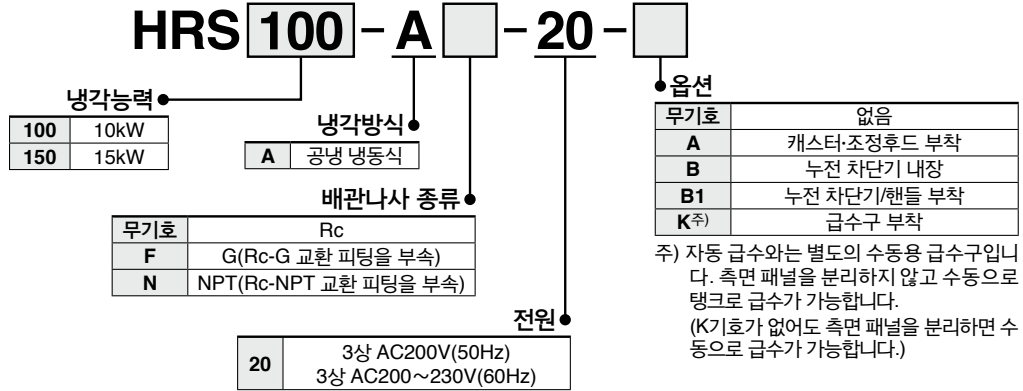 HRS 100 - A □ - 20 - □
냉각능력
100 10kW
150 15kW
냉각방식
A 공냉 냉동식
배관나사 종류
무기호 Rc
F G(Rc-G 교환 피팅을 부속)
N NPT(Rc-NPT 교환 피팅을 부속)
전원
20 3상 AC200V(50Hz)
3상 AC200～230V(60Hz)
옵션
무기호 없음
A 캐스터·조정후드 부착
B 누전 차단기 내장
B1 누전 차단기/핸들 부착
K주) 급수구 부착
주) 자동 급수와는 별도의 수동용 급수구입니
다. 측면 패널을 분리하지 않고 수동으로
탱크로 급수가 가능합니다.
(K기호가 없어도 측면 패널을 분리하면 수
동으로 급수가 가능합니다.)